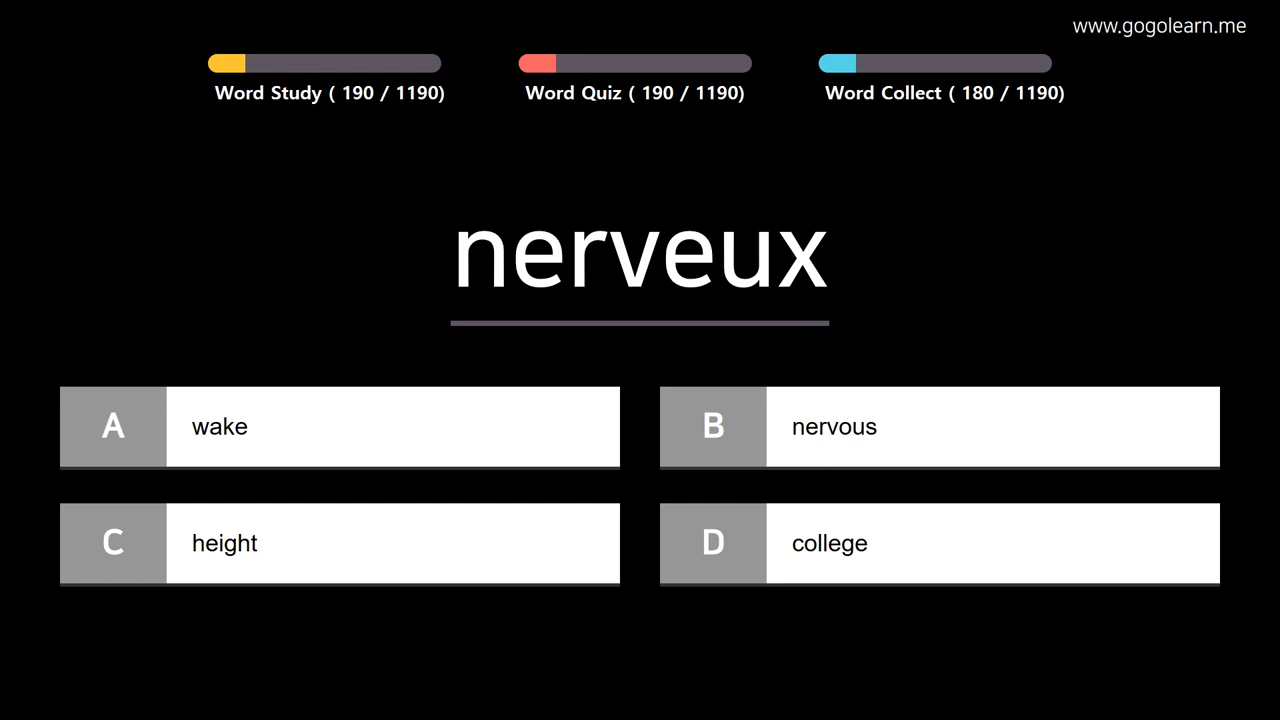 www.gogolearn.me
Word Study ( 190 / 1190)
Word Quiz ( 190 / 1190)
Word Collect ( 180 / 1190)
nerveux
A wake
B nervous
C height
D college